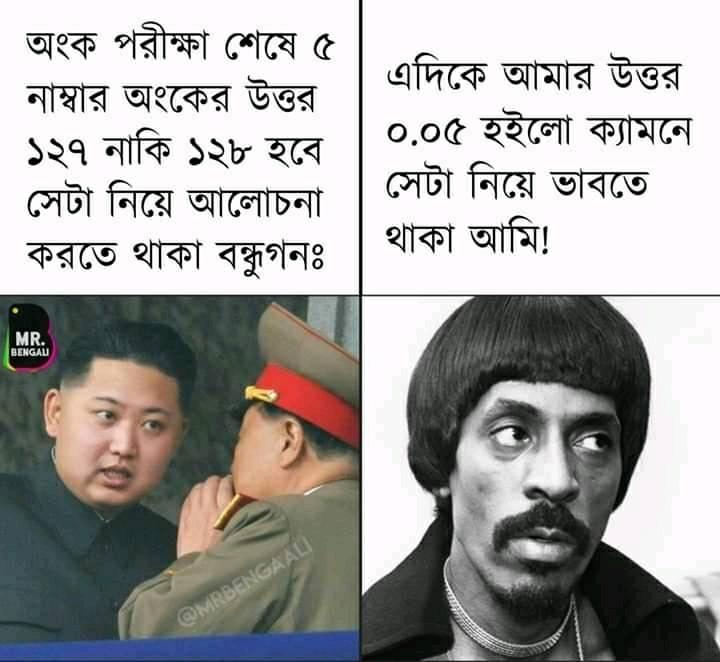 অংক পরীক্ষা শেষে ৫
নাম্বার অংকের উত্তর
১২৭ নাকি ১২৮ হবে
সেটা নিয়ে আলোচনা
করতে থাকা বন্ধুগনঃ
এদিকে আমার উত্তর
০.০৫ হইলো ক্যামনে
সেটা নিয়ে ভাবতে
থাকা আমি!
MR.
BENGALI
@MRBENGAALI